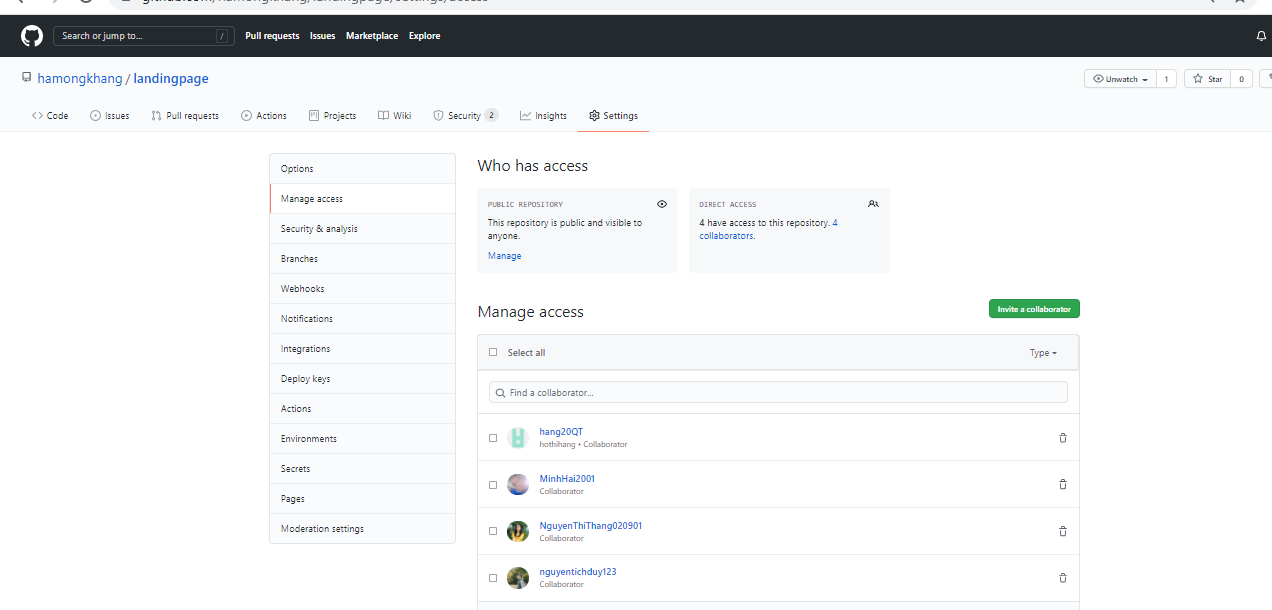 Search or jump to... /
Pull requests Issues Marketplace Explore
hamongkhang / landingpage
Unwatch 1 Star 0
Code Issues Pull requests Actions Projects Wiki Security 2 Insights Settings
Options
Manage access
Security & analysis
Branches
Webhooks
Notifications
Integrations
Deploy keys
Actions
Environments
Secrets
Pages
Moderation settings
Who has access
PUBLIC REPOSITORY
This repository is public and visible to
anyone.
Manage
DIRECT ACCESS
4 have access to this repository. 4
collaborators.
Manage access
Invite a collaborator
Select all Type
Find a collaborator...
hang20QT
hothihang • Collaborator
MinhHai2001
Collaborator
NguyenThiThang020901
Collaborator
nguyentichduy123
Collaborator